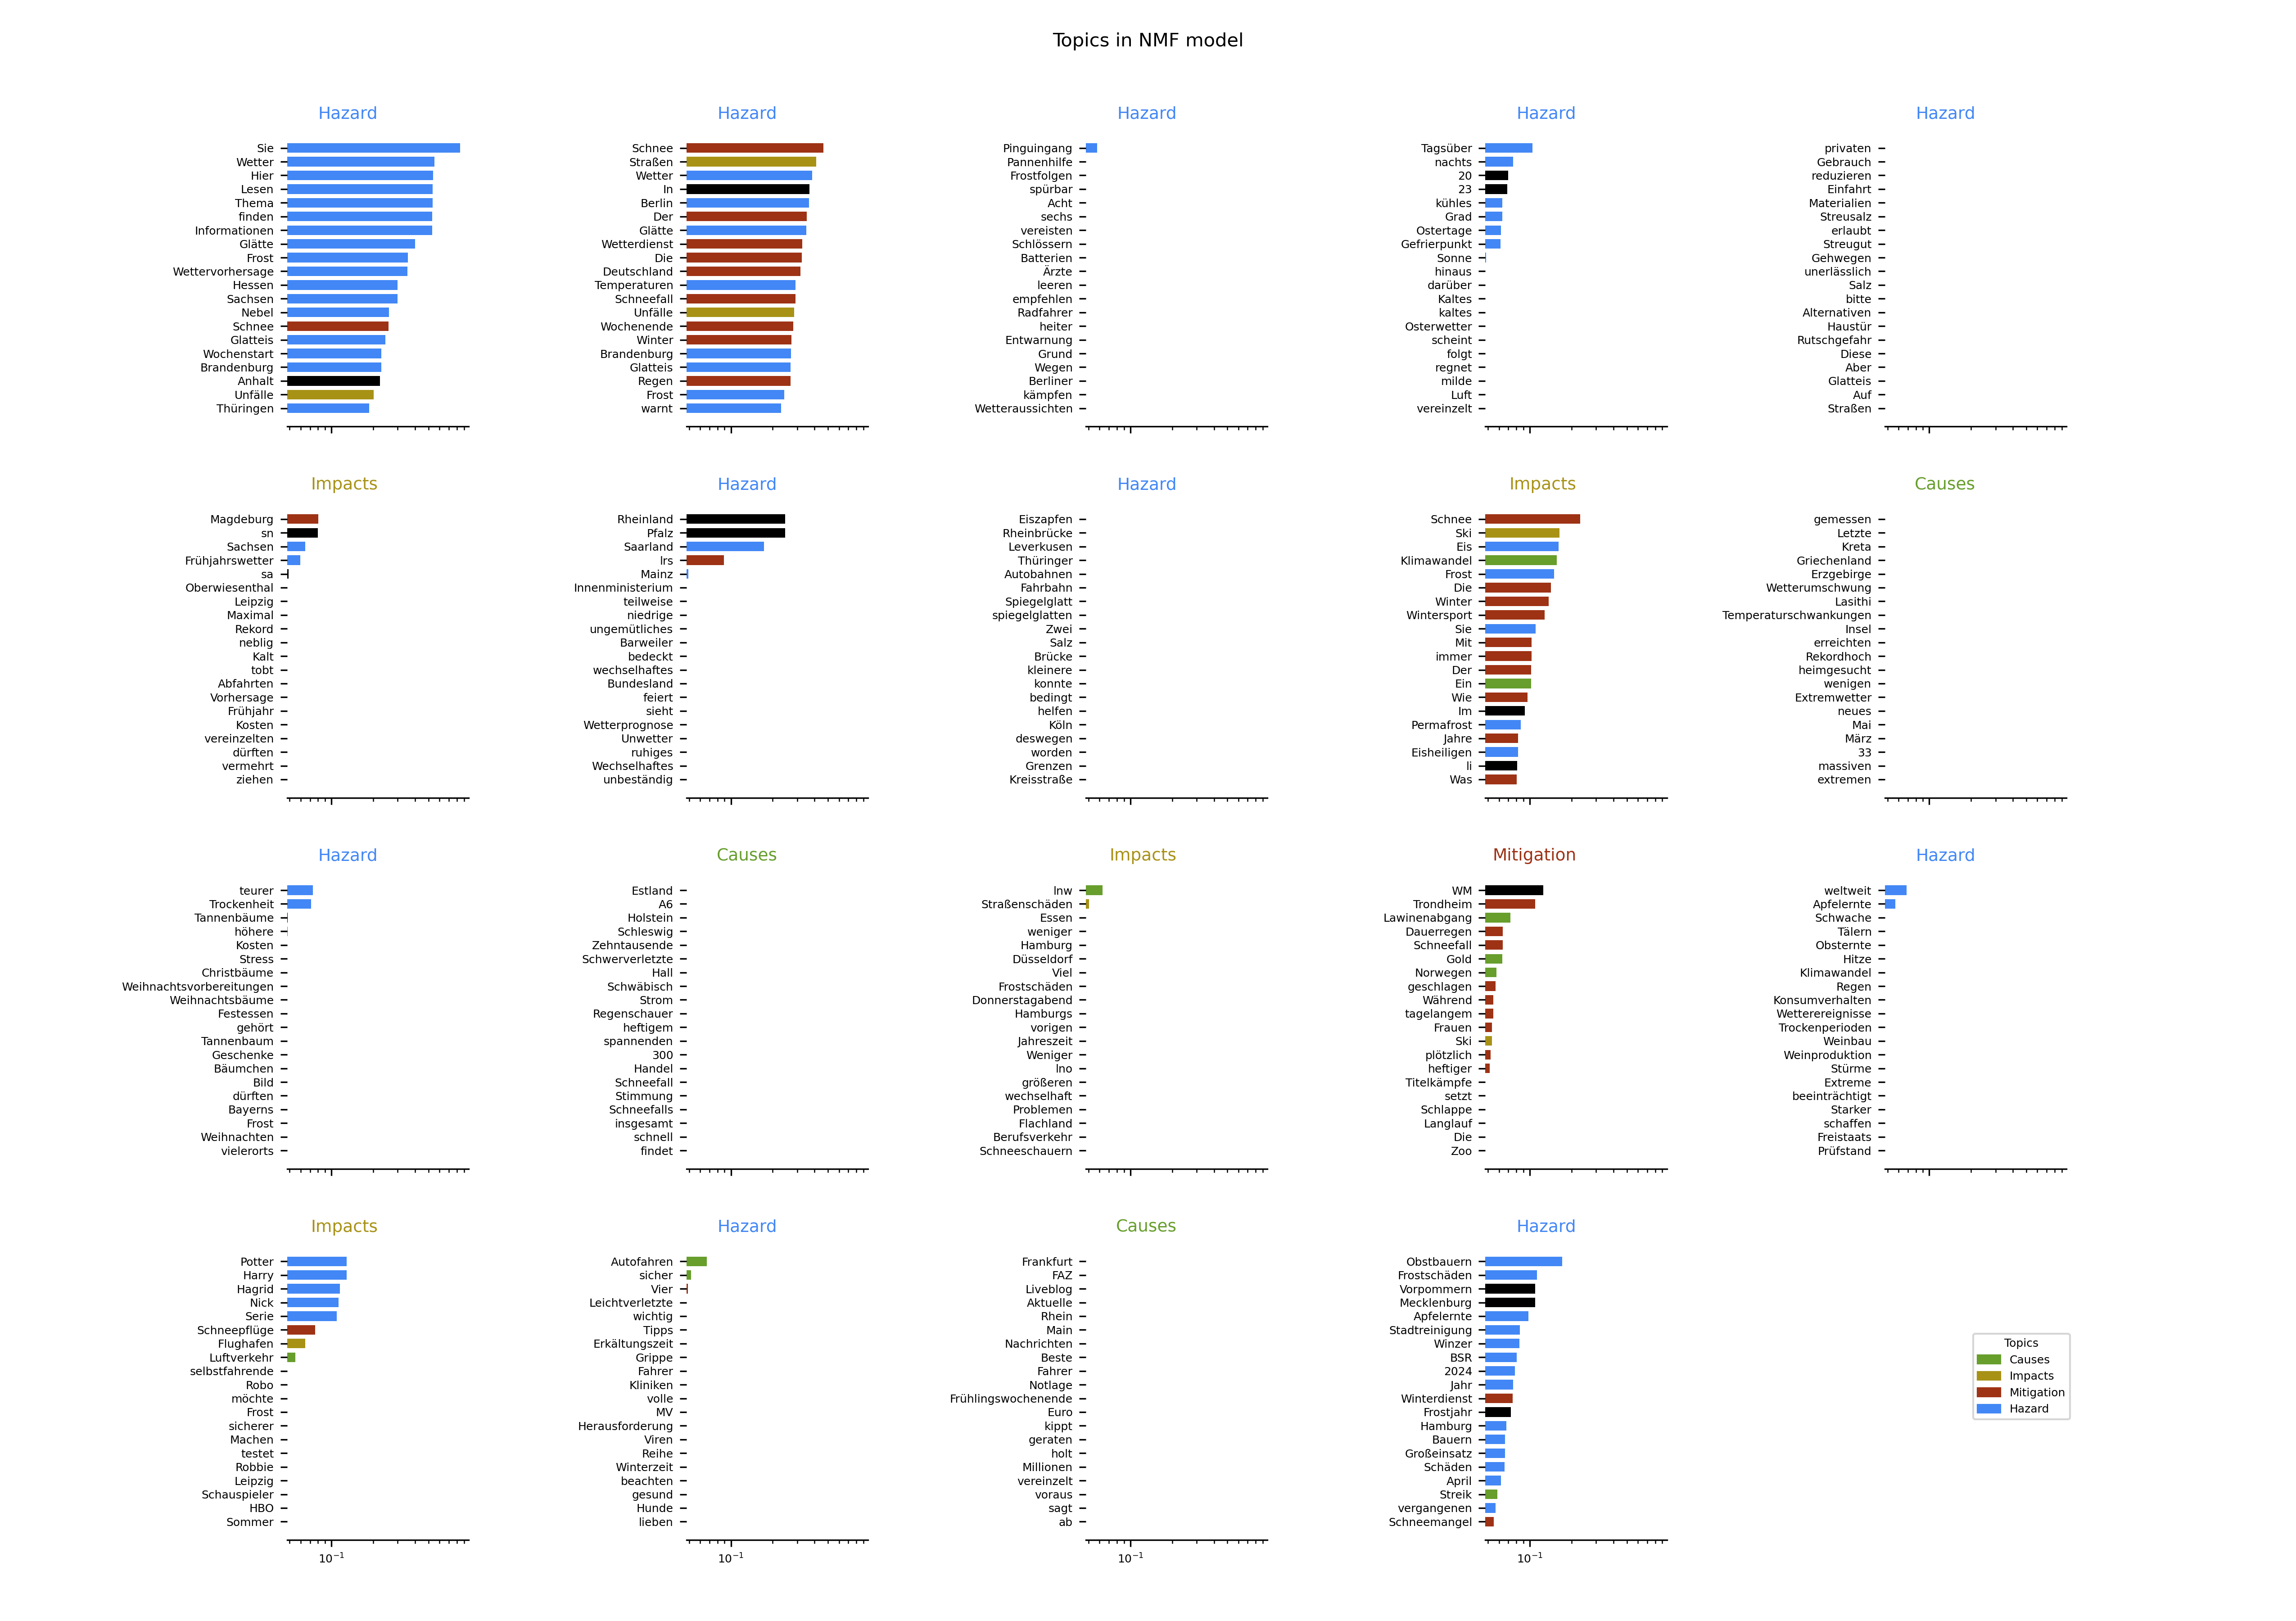 Topics in NMF model
Hazard
Sie
Wetter
Hier
Lesen
Thema
finden
Informationen
Glätte
Frost
Wettervorhersage
Hessen
Sachsen
Nebel
Schnee
Glatteis
Wochenstart
Brandenburg
Anhalt
Unfälle
Thüringen
Hazard
Schnee
Straßen
Wetter
In
Berlin
Der
Glätte
Wetterdienst
Die
Deutschland
Temperaturen
Schneefall
Unfälle
Wochenende
Winter
Brandenburg
Glatteis
Regen
Frost
warnt
Hazard
Pinguingang
Pannenhilfe
Frostfolgen
spürbar
Acht
sechs
vereisten
Schlössern
Batterien
Ärzte
leeren
empfehlen
Radfahrer
heiter
Entwarnung
Grund
Wegen
Berliner
kämpfen
Wetteraussichten
Hazard
Tagsüber
nachts
20
23
kühles
Grad
Ostertage
Gefrierpunkt
Sonne
hinaus
darüber
Kaltes
kaltes
Osterwetter
scheint
folgt
regnet
milde
Luft
vereinzelt
Hazard
privaten
Gebrauch
reduzieren
Einfahrt
Materialien
Streusalz
erlaubt
Streugut
Gehwegen
unerlässlich
Salz
bitte
Alternativen
Haustür
Rutschgefahr
Diese
Aber
Glatteis
Auf
Straßen
Impacts
Magdeburg
sn
Sachsen
Frühjahrswetter
sa
Oberwiesenthal
Leipzig
Maximal
Rekord
neblig
Kalt
tobt
Abfahrten
Vorhersage
Frühjahr
Kosten
vereinzelten
dürften
vermehrt
ziehen
Hazard
Rheinland
Pfalz
Saarland
lrs
Mainz
Innenministerium
teilweise
niedrige
ungemütliches
Barweiler
bedeckt
wechselhaftes
Bundesland
feiert
sieht
Wetterprognose
Unwetter
ruhiges
Wechselhaftes
unbeständig
Hazard
Eiszapfen
Rheinbrücke
Leverkusen
Thüringer
Autobahnen
Fahrbahn
Spiegelglatt
spiegelglatten
Zwei
Salz
Brücke
kleinere
konnte
bedingt
helfen
Köln
deswegen
worden
Grenzen
Kreisstraße
Impacts
Schnee
Ski
Eis
Klimawandel
Frost
Die
Winter
Wintersport
Sie
Mit
immer
Der
Ein
Wie
Im
Permafrost
Jahre
Eisheiligen
li
Was
Causes
gemessen
Letzte
Kreta
Griechenland
Erzgebirge
Wetterumschwung
Lasithi
Temperaturschwankungen
Insel
erreichten
Rekordhoch
heimgesucht
wenigen
Extremwetter
neues
Mai
März
33
massiven
extremen
Hazard
teurer
Trockenheit
Tannenbäume
höhere
Kosten
Stress
Christbäume
Weihnachtsvorbereitungen
Weihnachtsbäume
Festessen
gehört
Tannenbaum
Geschenke
Bäumchen
Bild
dürften
Bayerns
Frost
Weihnachten
vielerorts
Causes
Estland
A6
Holstein
Schleswig
Zehntausende
Schwerverletzte
Hall
Schwäbisch
Strom
Regenschauer
heftigem
spannenden
300
Handel
Schneefall
Stimmung
Schneefalls
insgesamt
schnell
findet
Impacts
lnw
Straßenschäden
Essen
weniger
Hamburg
Düsseldorf
Viel
Frostschäden
Donnerstagabend
Hamburgs
vorigen
Jahreszeit
Weniger
lno
größeren
wechselhaft
Problemen
Flachland
Berufsverkehr
Schneeschauern
Mitigation
WM
Trondheim
Lawinenabgang
Dauerregen
Schneefall
Gold
Norwegen
geschlagen
Während
tagelangem
Frauen
Ski
plötzlich
heftiger
Titelkämpfe
setzt
Schlappe
Langlauf
Die
Zoo
Hazard
weltweit
Apfelernte
Schwache
Tälern
Obsternte
Hitze
Klimawandel
Regen
Konsumverhalten
Wetterereignisse
Trockenperioden
Weinbau
Weinproduktion
Stürme
Extreme
beeinträchtigt
Starker
schaffen
Freistaats
Prüfstand
Impacts
Potter
Harry
Hagrid
Nick
Serie
Schneepflüge
Flughafen
Luftverkehr
selbstfahrende
Robo
möchte
Frost
sicherer
Machen
testet
Robbie
Leipzig
Schauspieler
HBO
Sommer
10⁻¹
Hazard
Autofahren
sicher
Vier
Leichtverletzte
wichtig
Tipps
Erkältungszeit
Grippe
Fahrer
Kliniken
volle
MV
Herausforderung
Viren
Reihe
Winterzeit
beachten
gesund
Hunde
lieben
10⁻¹
Causes
Frankfurt
FAZ
Liveblog
Aktuelle
Rhein
Main
Nachrichten
Beste
Fahrer
Notlage
Frühlingswochenende
Euro
kippt
geraten
holt
Millionen
vereinzelt
voraus
sagt
ab
10⁻¹
Hazard
Obstbauern
Frostschäden
Vorpommern
Mecklenburg
Apfelernte
Stadtreinigung
Winzer
BSR
2024
Jahr
Winterdienst
Frostjahr
Hamburg
Bauern
Großeinsatz
Schäden
April
Streik
vergangenen
Schneemangel
10⁻¹
Topics
Causes
Impacts
Mitigation
Hazard